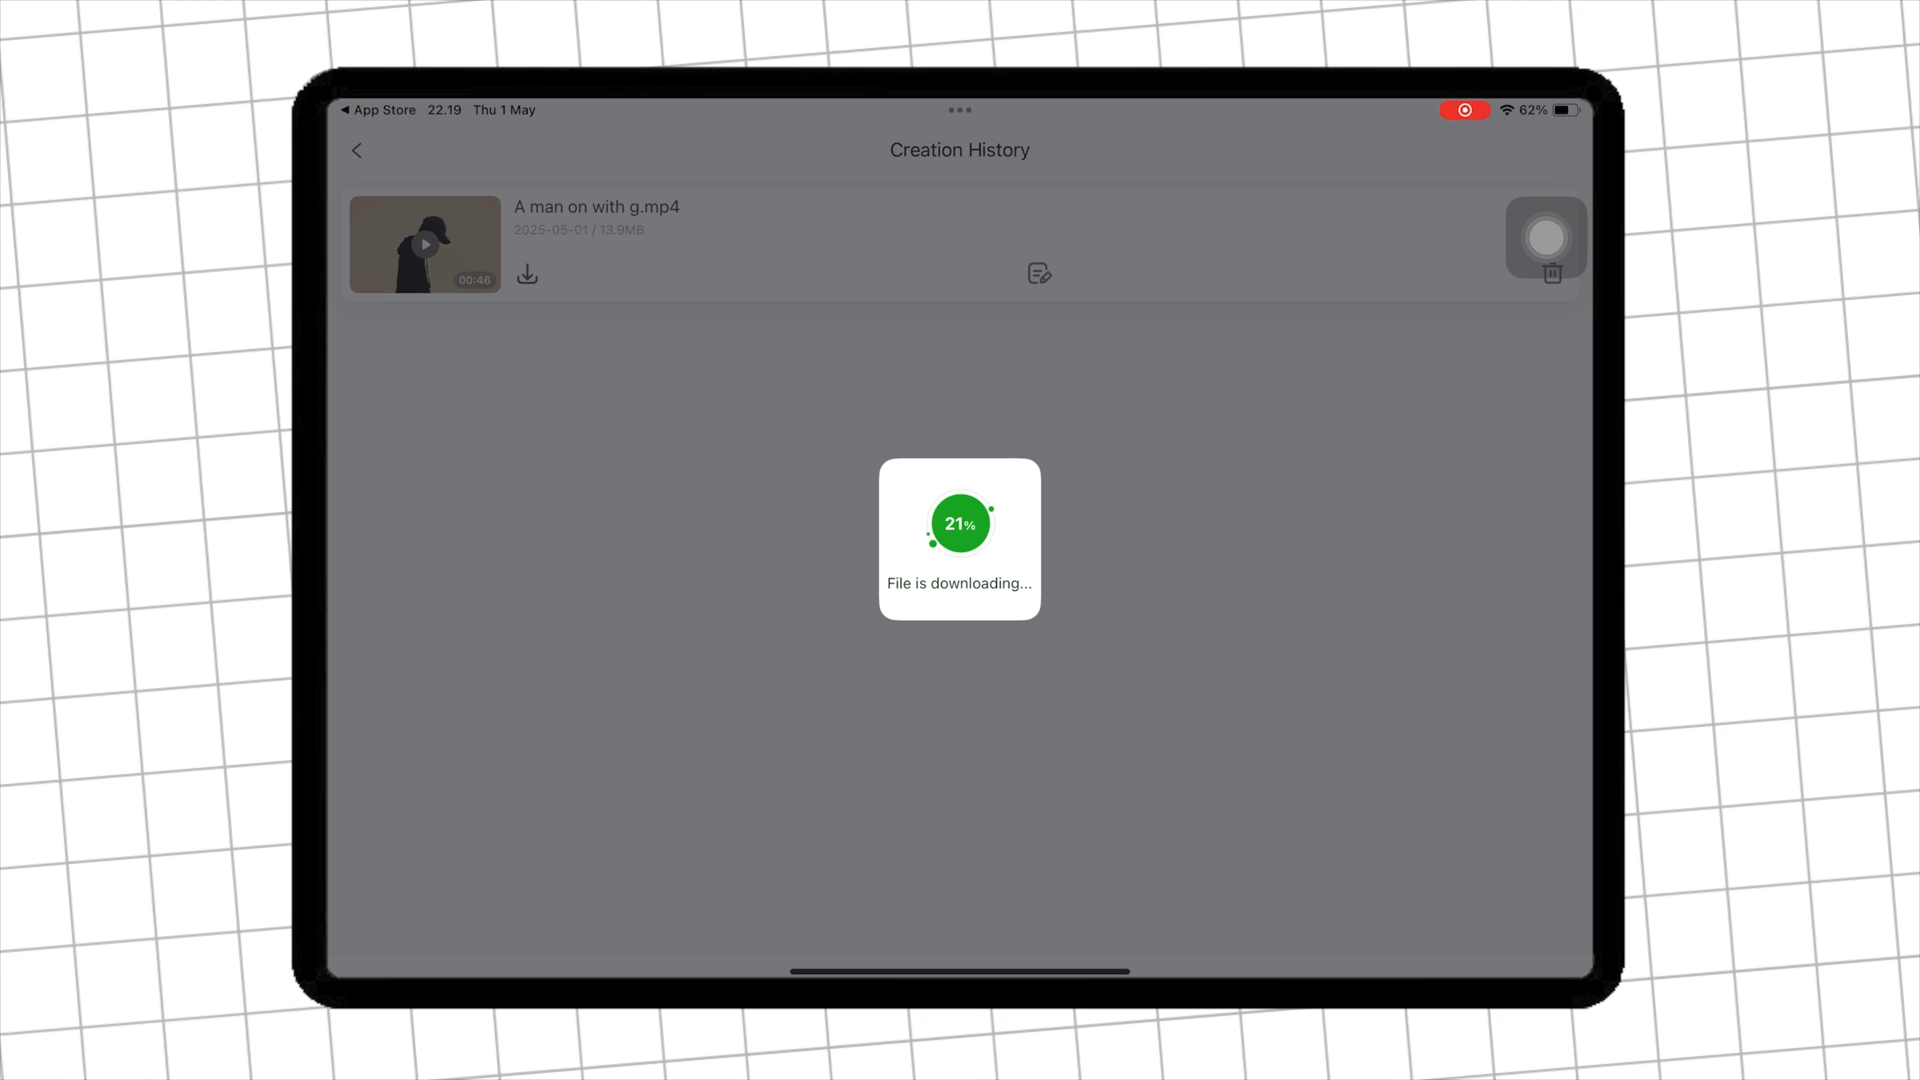 ◀ App Store 22.19 Thu 1 May
62%
Creation History
A man on with g.mp4
2025-05-01 / 13.9MB
00:46
21%
File is downloading...